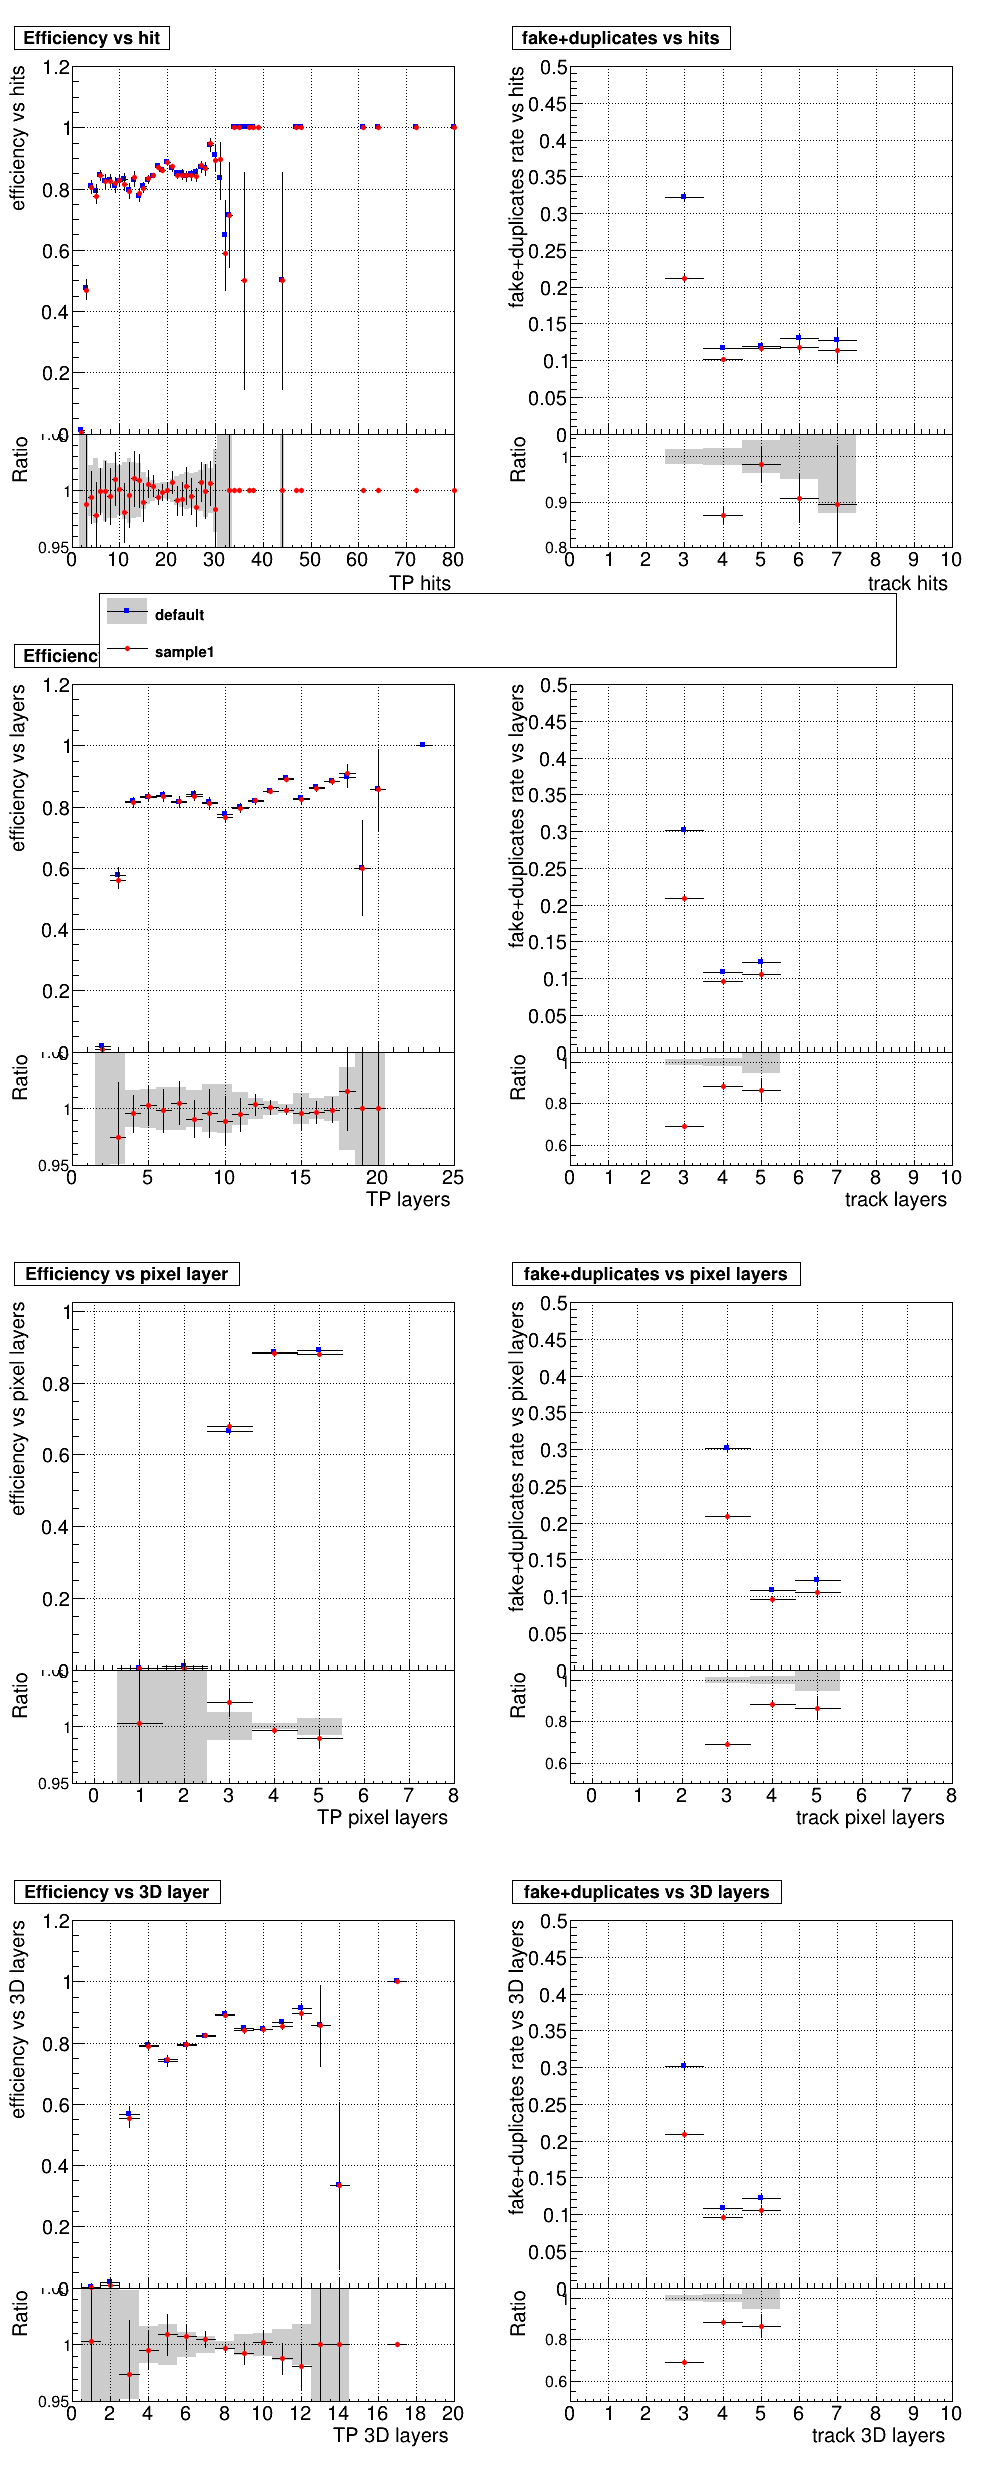 Efficiency vs hit
fake+duplicates vs hits
efficiency vs hits
1.2
1
0.8
0.6
0.4
0.2
0
Ratio
1
0.95
0 10 20 30 40 50 60 70 80
TP hits
fake+duplicates rate vs hits
0.5
0.45
0.4
0.35
0.3
0.25
0.2
0.15
0.1
0.05
0
Ratio
1
0.9
0.8
0 1 2 3 4 5 6 7 8 9 10
track hits
default
sample1
Efficienc
efficiency vs layers
1.2
1
0.8
0.6
0.4
0.2
0
Ratio
1
0.95
0 5 10 15 20 25
TP layers
fake+duplicates rate vs layers
0.5
0.45
0.4
0.35
0.3
0.25
0.2
0.15
0.1
0.05
0
Ratio
1
0.8
0.6
0 1 2 3 4 5 6 7 8 9 10
track layers
Efficiency vs pixel layer
fake+duplicates vs pixel layers
efficiency vs pixel layers
1
0.8
0.6
0.4
0.2
0
Ratio
1
0.95
0 1 2 3 4 5 6 7 8
TP pixel layers
fake+duplicates rate vs pixel layers
0.5
0.45
0.4
0.35
0.3
0.25
0.2
0.15
0.1
0.05
0
Ratio
1
0.8
0.6
0 1 2 3 4 5 6 7 8
track pixel layers
Efficiency vs 3D layer
fake+duplicates vs 3D layers
efficiency vs 3D layers
1.2
1
0.8
0.6
0.4
0.2
0
Ratio
1
0.95
0 2 4 6 8 10 12 14 16 18 20
TP 3D layers
fake+duplicates rate vs 3D layers
0.5
0.45
0.4
0.35
0.3
0.25
0.2
0.15
0.1
0.05
0
Ratio
1
0.8
0.6
0 1 2 3 4 5 6 7 8 9 10
track 3D layers